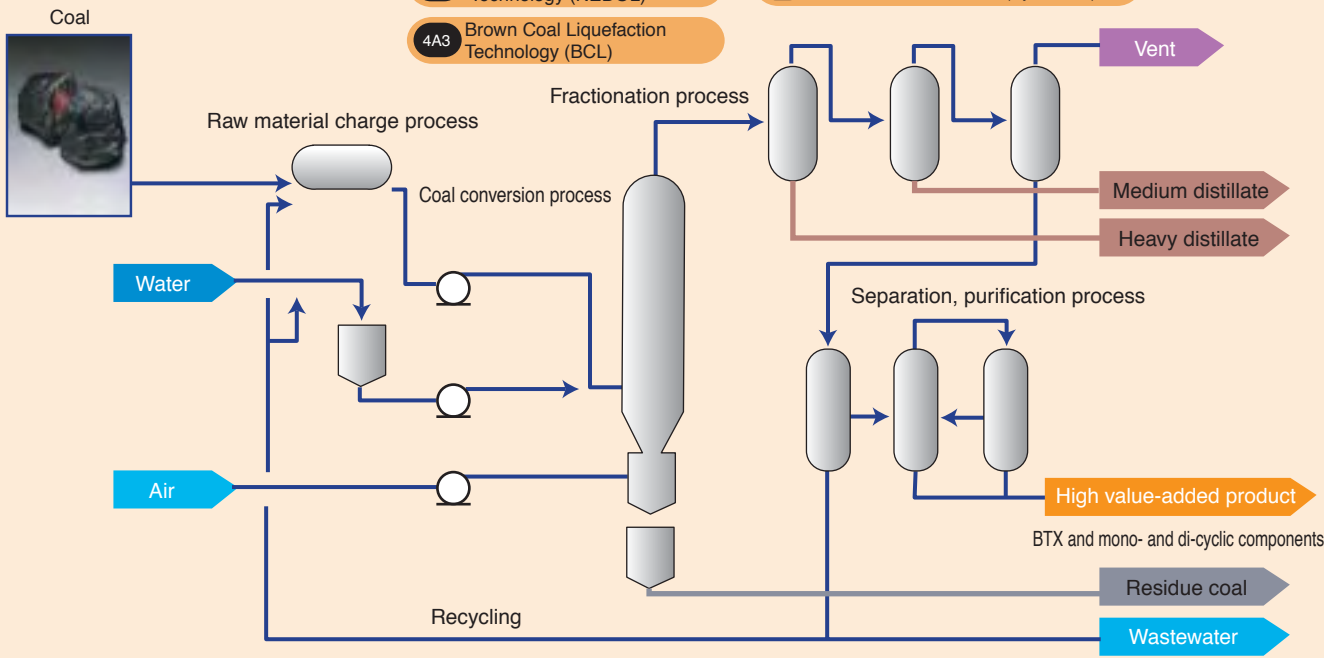 4A3
Brown Coal Liquefaction
Technology (BCL)
Coal
Vent
Fractionation process
Raw material charge process
Coal conversion process
Medium distillate
Heavy distillate
Water
Separation, purification process
Air
High value-added product
BTX and mono- and di-cyclic components
Residue coal
Recycling
Wastewater